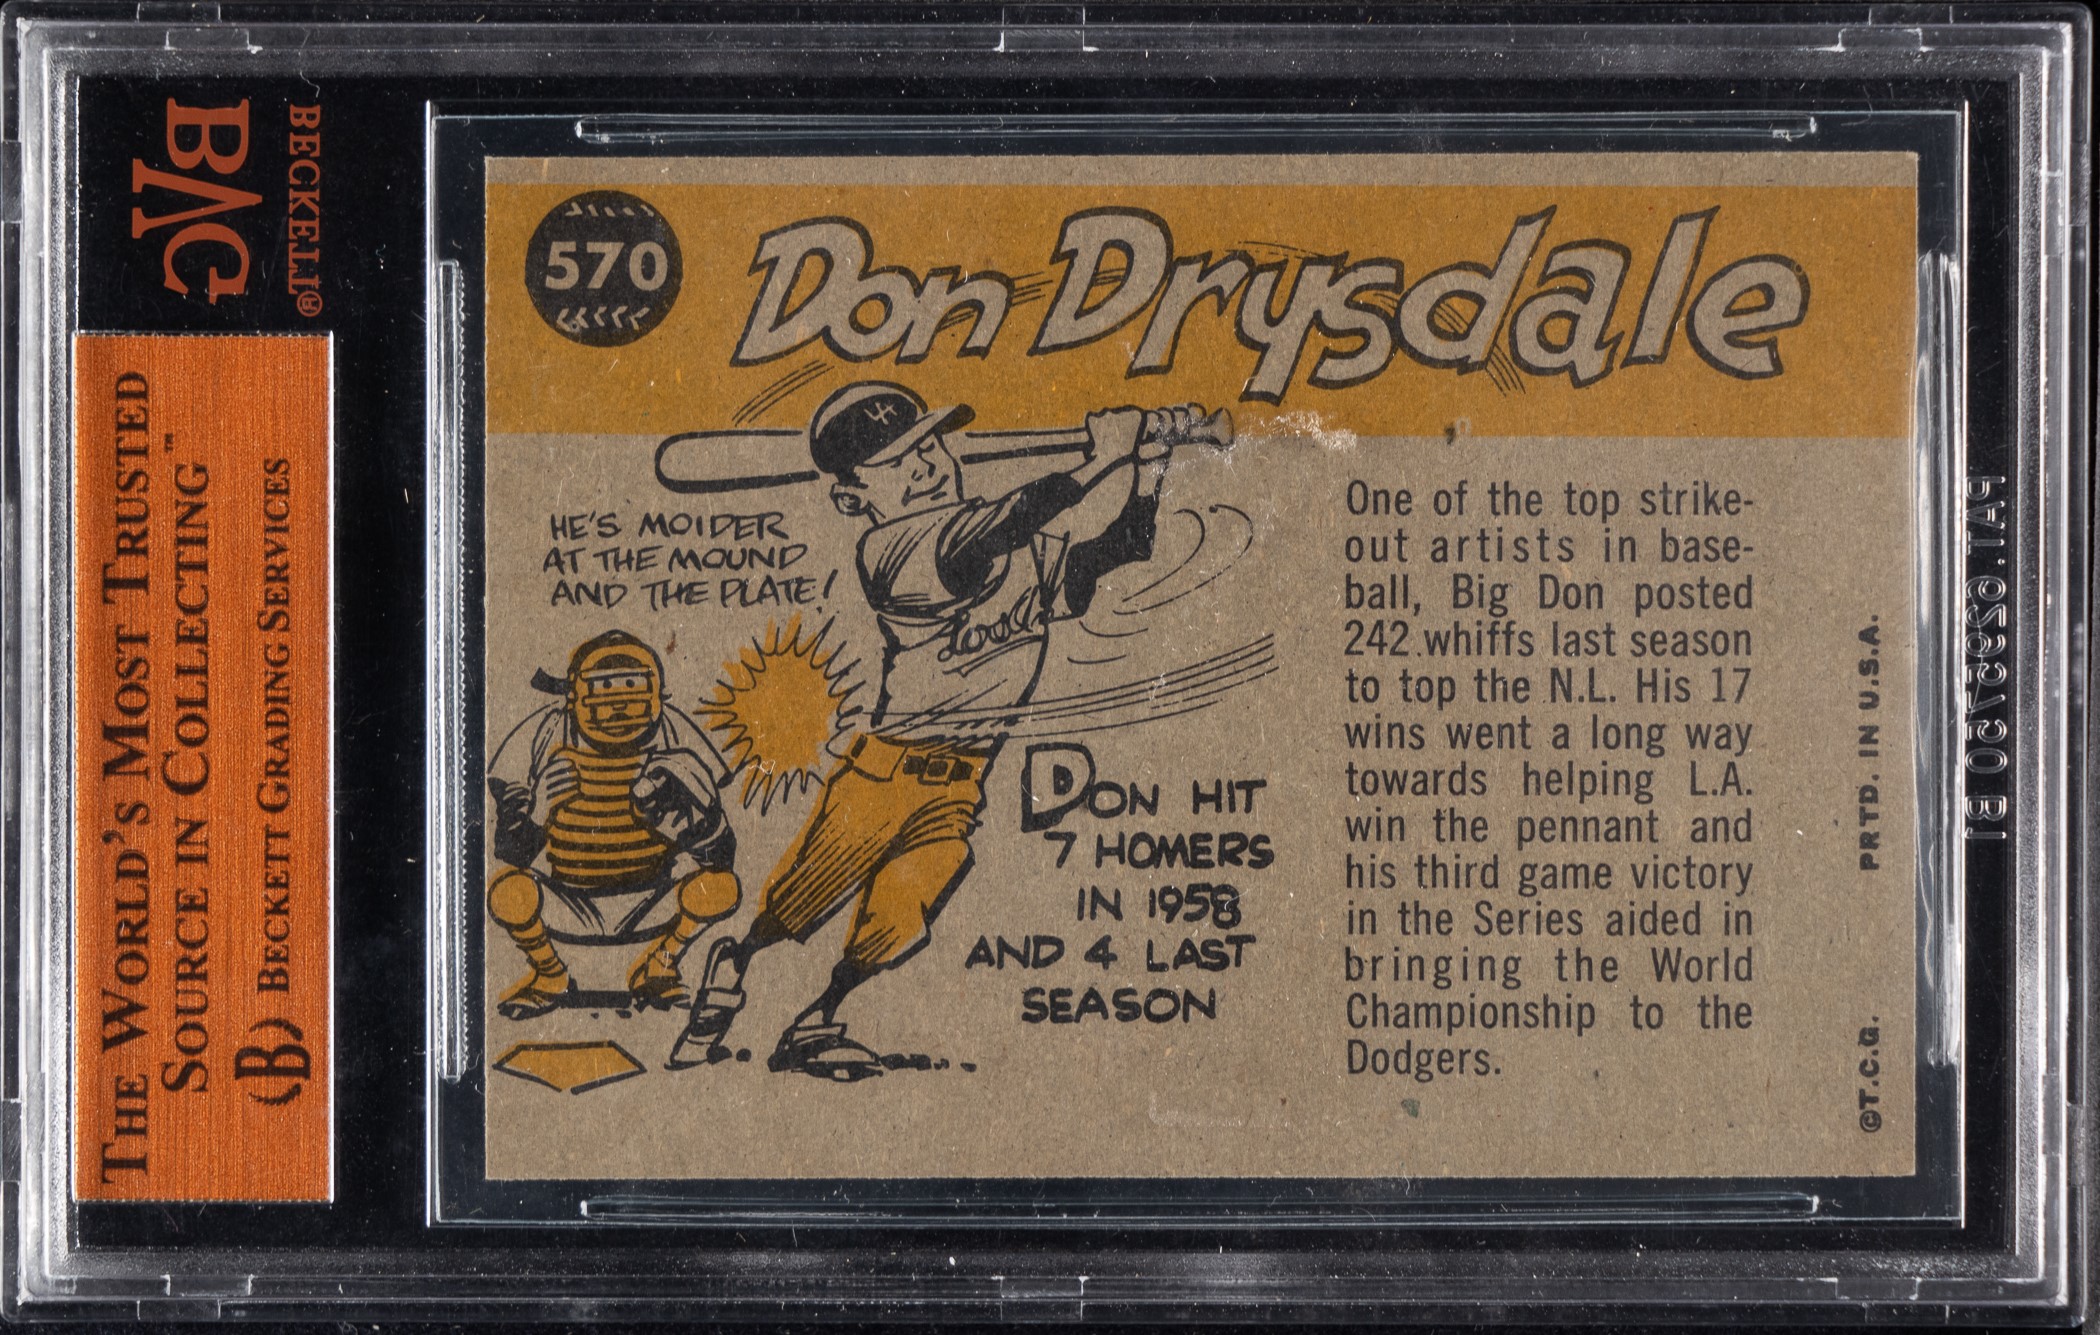 BECKETT®
BVG
THE WORLD'S MOST TRUSTED
SOURCE IN COLLECTING™
BECKETT GRADING SERVICES
570
Don Drysdale
LA
HE'S MOIDER
AT THE MOUND
AND THE PLATE!
DON HIT
7 HOMERS
IN 1958
AND 4 LAST
SEASON
One of the top strike-
out artists in base-
ball, Big Don posted
242 whiffs last season
to top the N.L. His 17
wins went a long way
towards helping L.A.
win the pennant and
his third game victory
in the Series aided in
bringing the World
Championship to the
Dodgers.
©T.C.G. PRTD. IN U.S.A.
PAT. 6295750 B1